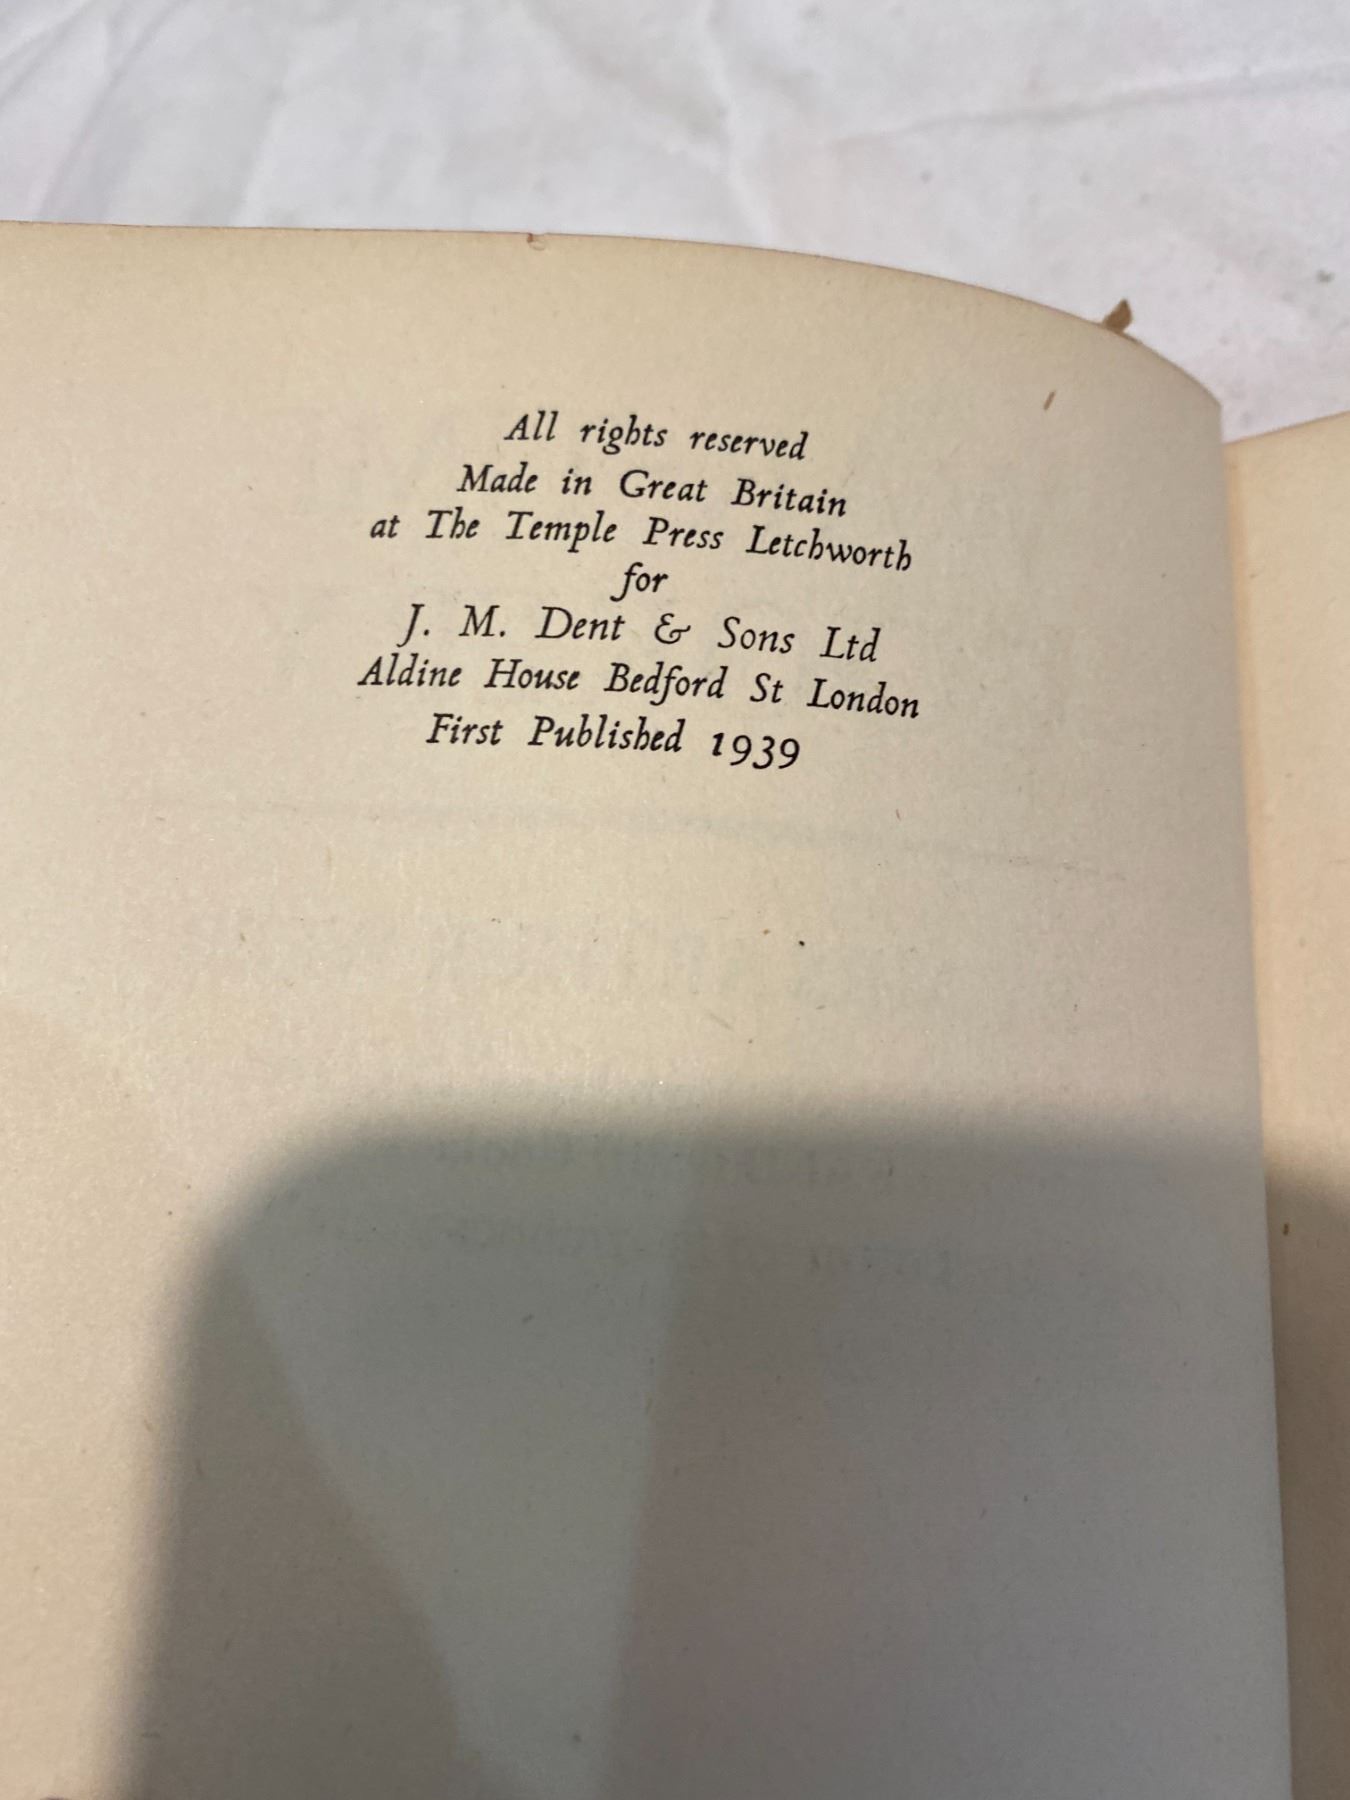 All rights reserved
Made in Great Britain
at The Temple Press Letchworth
for
J. M. Dent & Sons Ltd
Aldine House Bedford St London
First Published 1939